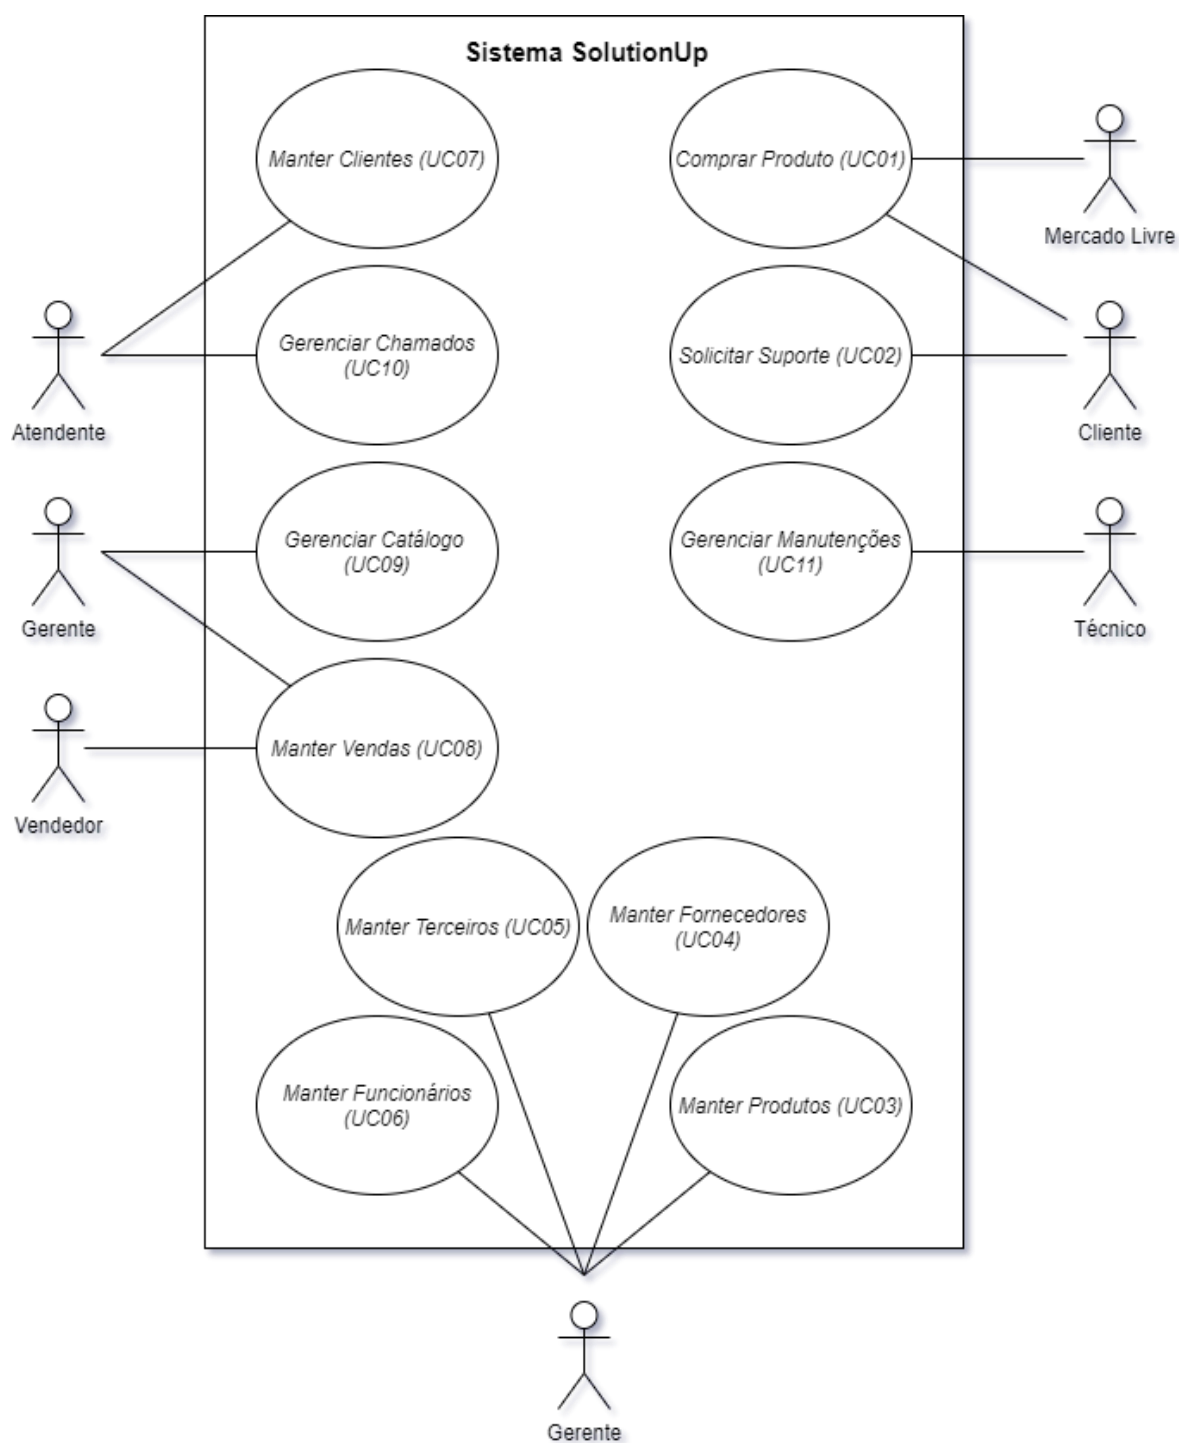 Sistema SolutionUp
Manter Clientes (UC07)
Comprar Produto (UC01)
Mercado Livre
Gerenciar Chamados
(UC10)
Solicitar Suporte (UC02)
Atendente
Cliente
Gerenciar Catálogo
(UC09)
Gerenciar Manutenções
(UC11)
Gerente
Técnico
Manter Vendas (UC08)
Vendedor
Manter Terceiros (UC05)
Manter Fornecedores
(UC04)
Manter Funcionários
(UC06)
Manter Produtos (UC03)
Gerente